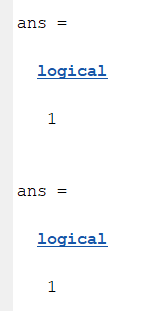 ans =
logical
1
ans =
logical
1